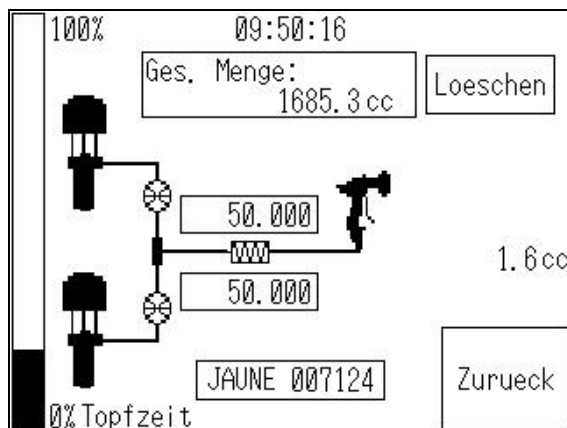 100%
09:50:16
Ges. Menge:
1685.3 cc
Loeschen
50.000
50.000
1.6cc
JAUNE 007124
Zurueck
0% Topfzeit